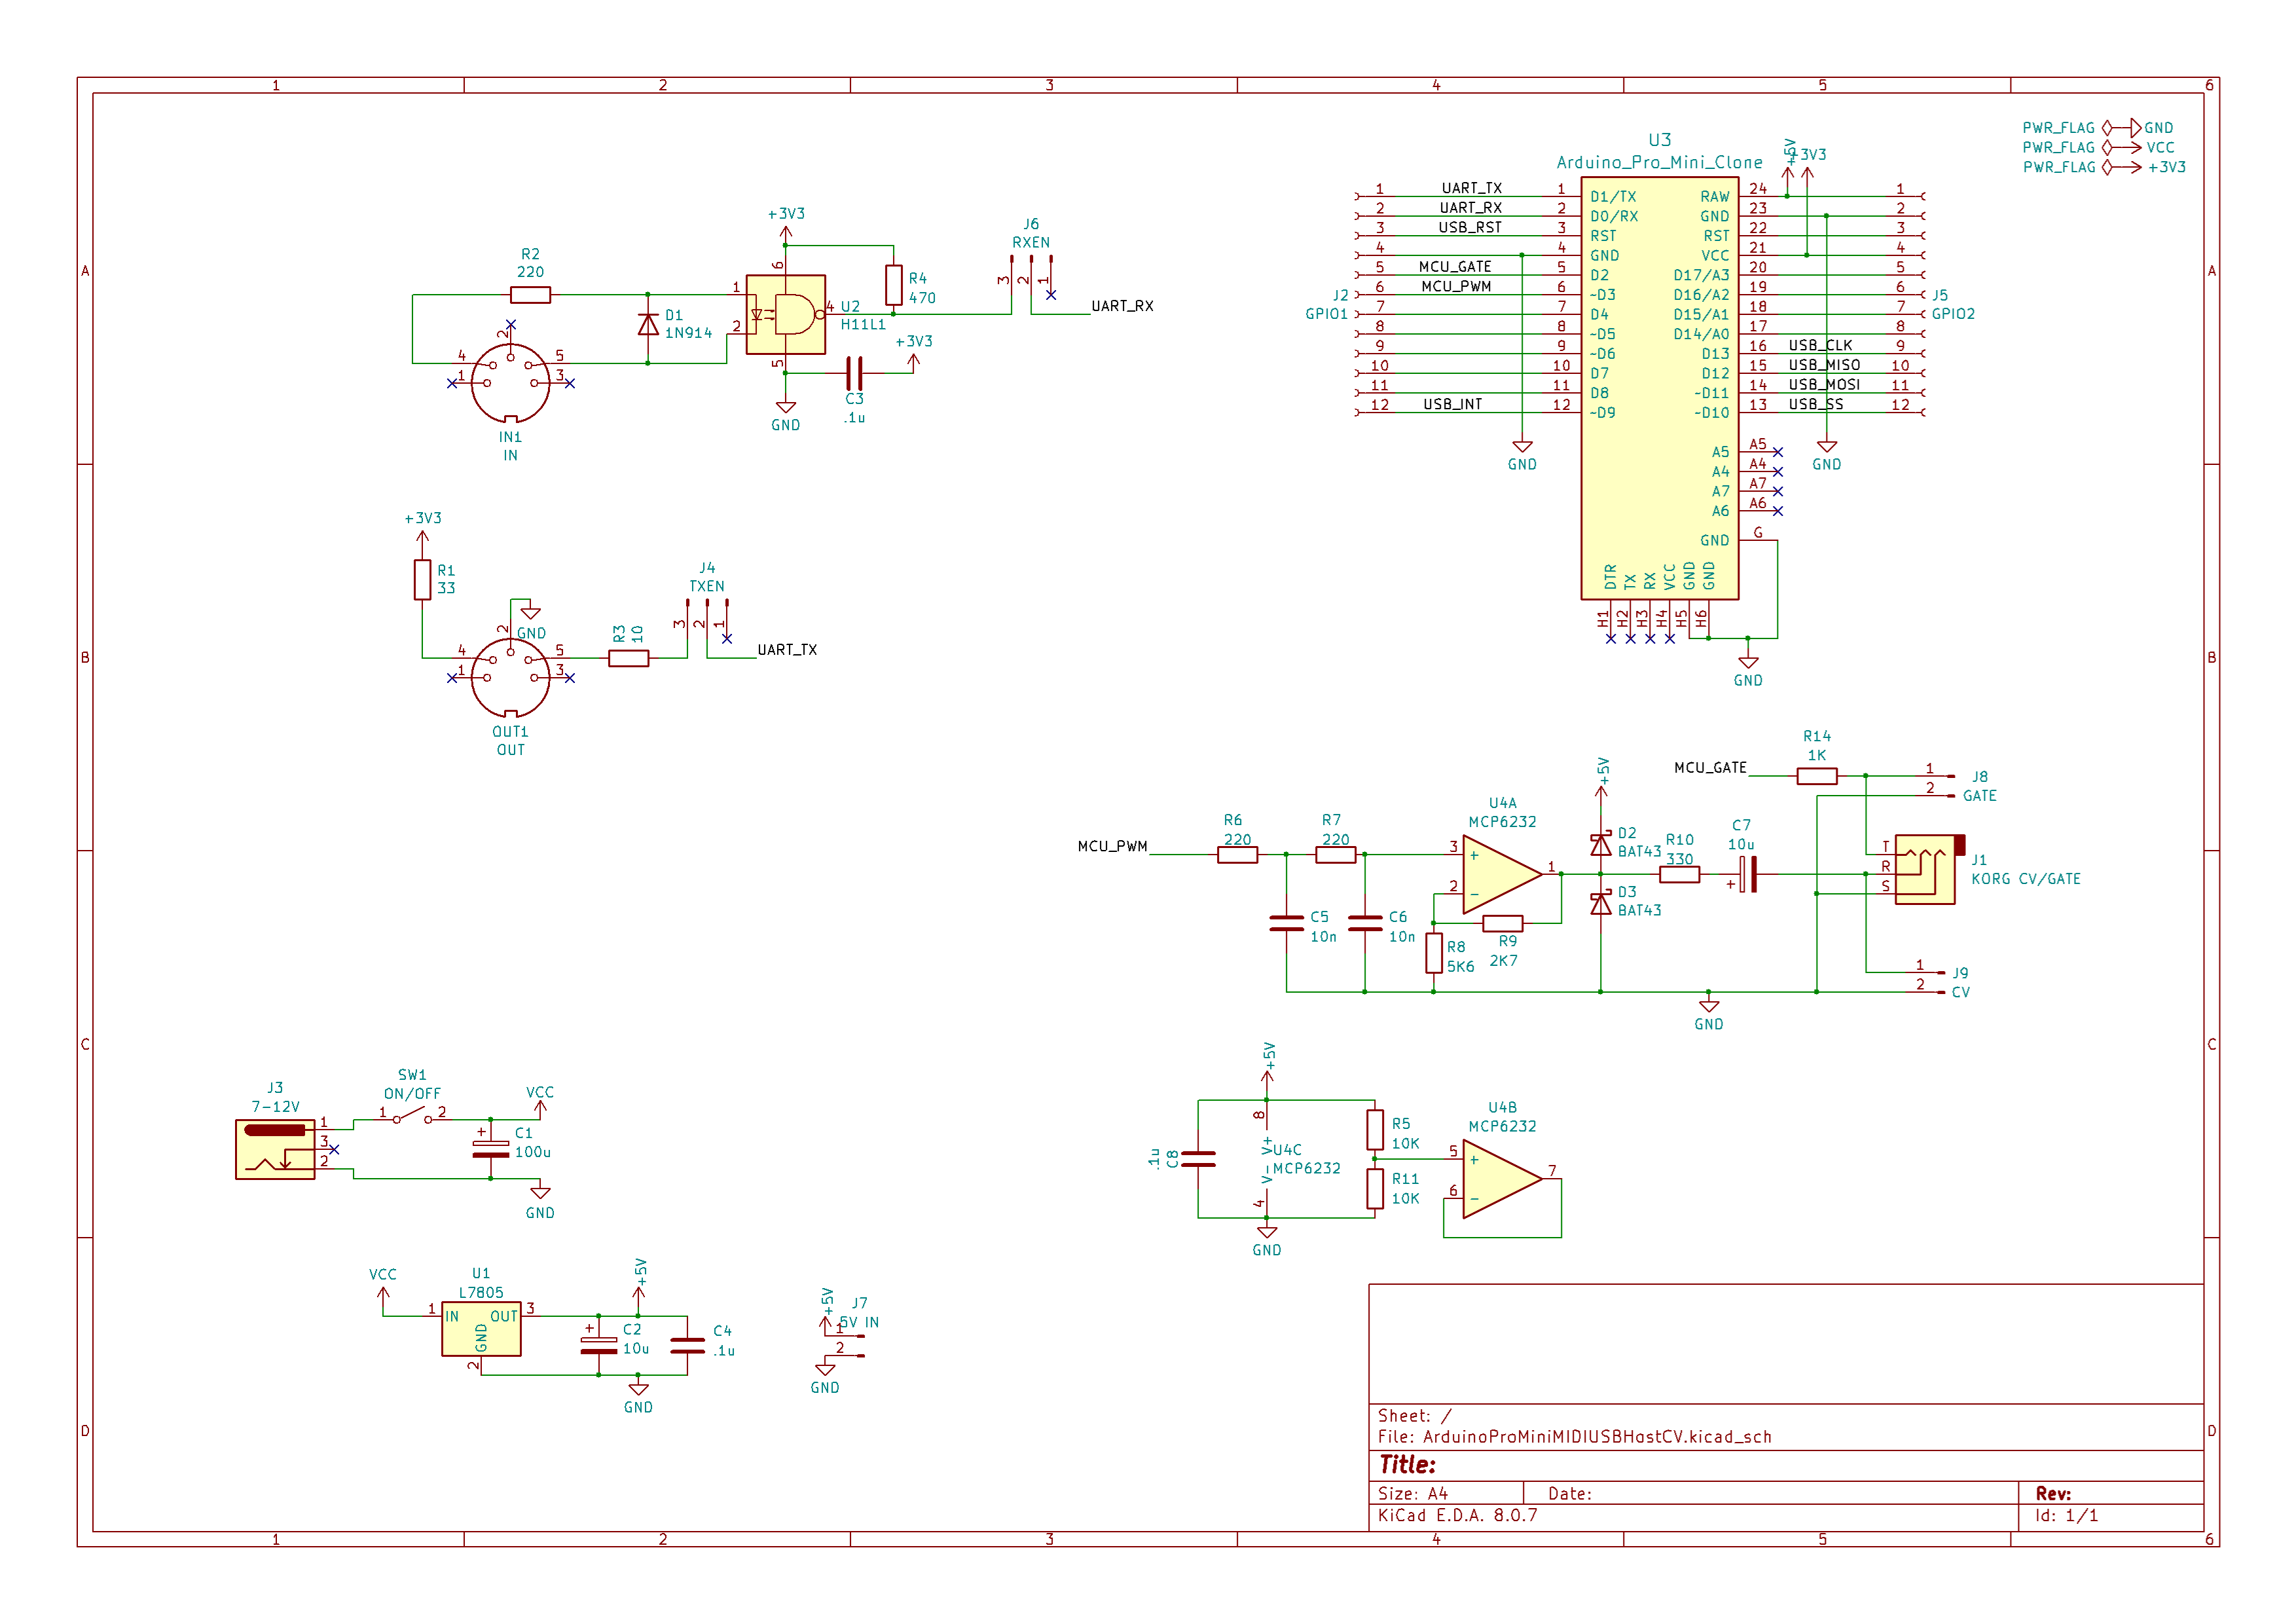 1 2 3 4 5 6
A
B
C
D
PWR_FLAG GND
PWR_FLAG VCC
PWR_FLAG +3V3
+3V3
R2
220
D1
1N914
1
2
6
5
4
U2
H11L1
R4
470
+3V3
C3
.1u
GND
J6
RXEN
3 2 1
UART_RX
2
4 5
1 3
IN1
IN
+3V3
R1
33
GND
2
4 5
1 3
OUT1
OUT
R3
10
J4
TXEN
3 2 1
UART_TX
U3
Arduino_Pro_Mini_Clone
+5V
+3V3
J2
GPIO1
1 UART_TX 1 D1/TX
2 UART_RX 2 D0/RX
3 USB_RST 3 RST
4 4 GND
5 MCU_GATE 5 D2
6 MCU_PWM 6 ~D3
7 7 D4
8 8 ~D5
9 9 ~D6
10 10 D7
11 11 D8
12 USB_INT 12 ~D9
GND
RAW 24 1
GND 23 2
RST 22 3
VCC 21 4
D17/A3 20 5
D16/A2 19 6
D15/A1 18 7
D14/A0 17 8
D13 16 USB_CLK 9
D12 15 USB_MISO 10
~D11 14 USB_MOSI 11
~D10 13 USB_SS 12
J5
GPIO2
GND
A5 A5
A4 A4
A7 A7
A6 A6
GND G
DTR TX RX VCC GND GND
H1 H2 H3 H4 H5 H6
GND
MCU_PWM
R6
220
R7
220
C5
10n
C6
10n
U4A
MCP6232
3 +
2 -
1
R8
5K6
R9
2K7
+5V
D2
BAT43
D3
BAT43
R10
330
C7
10u
+
MCU_GATE
R14
1K
1
2
J8
GATE
T
R
S
J1
KORG CV/GATE
1
2
J9
CV
GND
+5V
C8
.1u
8
V+
V-
4
U4C
MCP6232
R5
10K
R11
10K
GND
U4B
MCP6232
5 +
6 -
7
J3
7-12V
1
3
2
SW1
ON/OFF
1 2
VCC
+
C1
100u
GND
VCC
U1
L7805
1 IN OUT 3
GND
2
+5V
+
C2
10u
C4
.1u
GND
+5V
J7
5V IN
1
2
GND
Sheet: /
File: ArduinoProMiniMIDIUSBHostCV.kicad_sch
Title:
Size: A4 Date: Rev:
KiCad E.D.A. 8.0.7 Id: 1/1
1 2 3 4 5 6
A
B
C
D